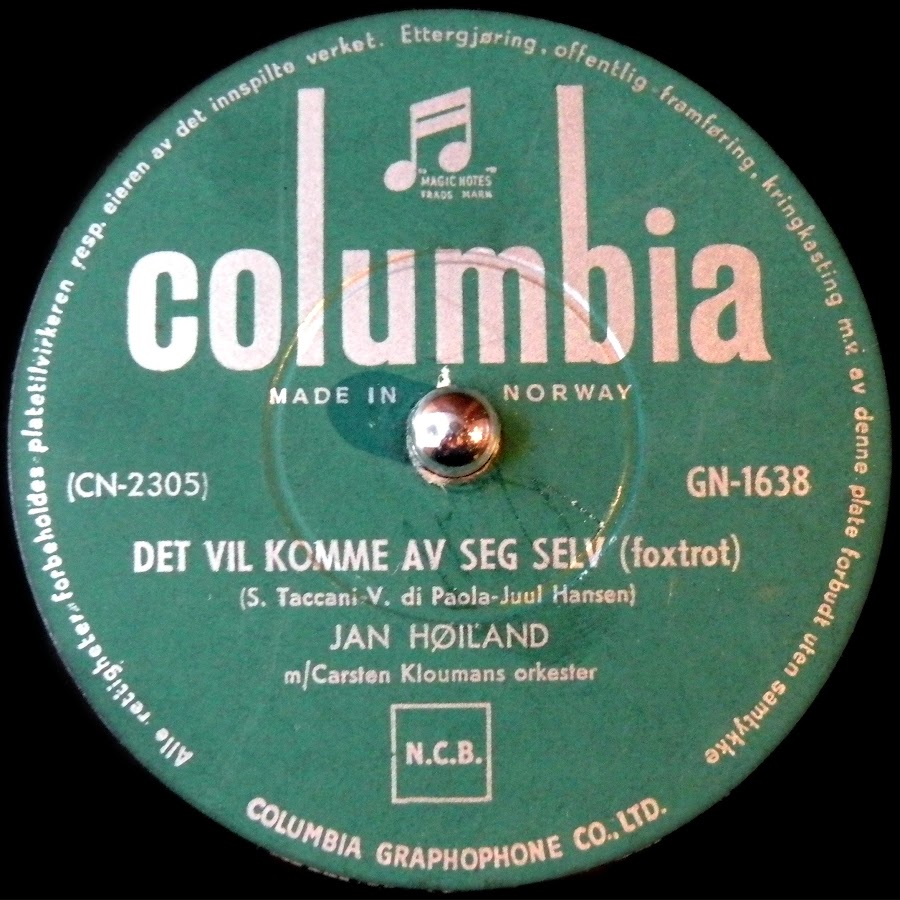 Alle rettigheter forbeholdes platetilvirkeren resp. eieren av det innspilte verket. Ettergjøring, offentlig framføring, kringkasting m.v. av denne plate forbudt uten samtykke
"MAGIC NOTES"
TRADE MARK
columbia
MADE IN NORWAY
(CN-2305) GN-1638
DET VIL KOMME AV SEG SELV (foxtrot)
(S. Taccani-V. di Paola-Juul Hansen)
JAN HØILAND
m/Carsten Kloumans orkester
N.C.B.
COLUMBIA GRAPHOPHONE CO., LTD.